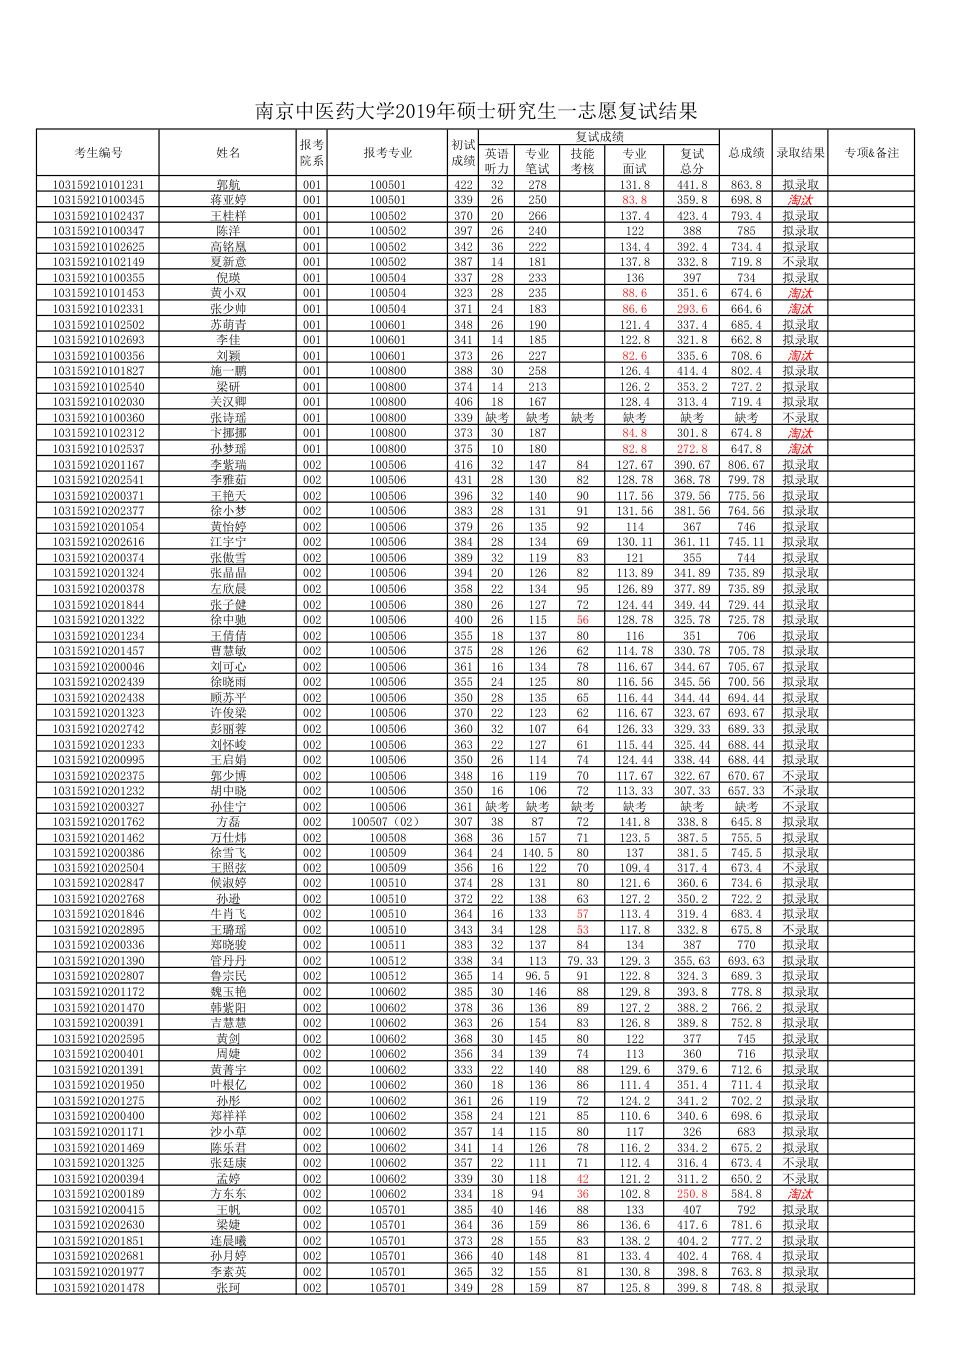 南京中医药大学2019年硕士研究生一志愿复试结果
考生编号 姓名 报考院系 报考专业 初试成绩 复试成绩 总成绩 录取结果 专项&备注
英语听力 专业笔试 技能考核 专业面试 复试总分
103159210101231 郭航 001 100501 422 32 278 131.8 441.8 863.8 拟录取
103159210100345 蒋亚婷 001 100501 339 26 250 83.8 359.8 698.8 淘汰
103159210102437 王桂样 001 100502 370 20 266 137.4 423.4 793.4 拟录取
103159210100347 陈洋 001 100502 397 26 240 122 388 785 拟录取
103159210102625 高铭凰 001 100502 342 36 222 134.4 392.4 734.4 拟录取
103159210102149 夏新意 001 100502 387 14 181 137.8 332.8 719.8 不录取
103159210100355 倪瑛 001 100504 337 28 233 136 397 734 拟录取
103159210101453 黄小双 001 100504 323 28 235 88.6 351.6 674.6 淘汰
103159210102331 张少帅 001 100504 371 24 183 86.6 293.6 664.6 淘汰
103159210102502 苏萌青 001 100601 348 26 190 121.4 337.4 685.4 拟录取
103159210102693 李佳 001 100601 341 14 185 122.8 321.8 662.8 拟录取
103159210100356 刘颖 001 100601 373 26 227 82.6 335.6 708.6 淘汰
103159210101827 施一鹏 001 100800 388 30 258 126.4 414.4 802.4 拟录取
103159210102540 梁研 001 100800 374 14 213 126.2 353.2 727.2 拟录取
103159210102030 关汉卿 001 100800 406 18 167 128.4 313.4 719.4 拟录取
103159210100360 张诗瑶 001 100800 339 缺考 缺考 缺考 缺考 缺考 缺考 不录取
103159210102312 卞挪挪 001 100800 373 30 187 84.8 301.8 674.8 淘汰
103159210102537 孙梦瑶 001 100800 375 10 180 82.8 272.8 647.8 淘汰
103159210201167 李紫瑞 002 100506 416 32 147 84 127.67 390.67 806.67 拟录取
103159210202541 李雅茹 002 100506 431 28 130 82 128.78 368.78 799.78 拟录取
103159210200371 王艳天 002 100506 396 32 140 90 117.56 379.56 775.56 拟录取
103159210202377 徐小梦 002 100506 383 28 131 91 131.56 381.56 764.56 拟录取
103159210201054 黄怡婷 002 100506 379 26 135 92 114 367 746 拟录取
103159210202616 江宇宁 002 100506 384 28 134 69 130.11 361.11 745.11 拟录取
103159210200374 张傲雪 002 100506 389 32 119 83 121 355 744 拟录取
103159210201324 张晶晶 002 100506 394 20 126 82 113.89 341.89 735.89 拟录取
103159210200378 左欣晨 002 100506 358 22 134 95 126.89 377.89 735.89 拟录取
103159210201844 张子健 002 100506 380 26 127 72 124.44 349.44 729.44 拟录取
103159210201322 徐中驰 002 100506 400 26 115 56 128.78 325.78 725.78 拟录取
103159210201234 王倩倩 002 100506 355 18 137 80 116 351 706 拟录取
103159210201457 曹慧敏 002 100506 375 28 126 62 114.78 330.78 705.78 拟录取
103159210200046 刘可心 002 100506 361 16 134 78 116.67 344.67 705.67 拟录取
103159210202439 徐晓雨 002 100506 355 24 125 80 116.56 345.56 700.56 拟录取
103159210202438 顾苏平 002 100506 350 28 135 65 116.44 344.44 694.44 拟录取
103159210201323 许俊梁 002 100506 370 22 123 62 116.67 323.67 693.67 拟录取
103159210202742 彭丽蓉 002 100506 360 32 107 64 126.33 329.33 689.33 拟录取
103159210201233 刘怀峻 002 100506 363 22 127 61 115.44 325.44 688.44 拟录取
103159210200995 王启娟 002 100506 350 26 114 74 124.44 338.44 688.44 拟录取
103159210202375 郭少博 002 100506 348 16 119 70 117.67 322.67 670.67 不录取
103159210201232 胡中晓 002 100506 350 16 106 72 113.33 307.33 657.33 不录取
103159210200327 孙佳宁 002 100506 361 缺考 缺考 缺考 缺考 缺考 缺考 不录取
103159210201762 方磊 002 100507（02） 307 38 87 72 141.8 338.8 645.8 拟录取
103159210201462 万仕炜 002 100508 368 36 157 71 123.5 387.5 755.5 拟录取
103159210200386 徐雪飞 002 100509 364 24 140.5 80 137 381.5 745.5 拟录取
103159210202504 王照弦 002 100509 356 16 122 70 109.4 317.4 673.4 不录取
103159210202847 候淑婷 002 100510 374 28 131 80 121.6 360.6 734.6 拟录取
103159210202768 孙逊 002 100510 372 22 138 63 127.2 350.2 722.2 拟录取
103159210201846 牛肖飞 002 100510 364 16 133 57 113.4 319.4 683.4 拟录取
103159210202895 王璐瑶 002 100510 343 34 128 53 117.8 332.8 675.8 不录取
103159210200336 郑晓骏 002 100511 383 32 137 84 134 387 770 拟录取
103159210201390 管丹丹 002 100512 338 34 113 79.33 129.3 355.63 693.63 拟录取
103159210202807 鲁宗民 002 100512 365 14 96.5 91 122.8 324.3 689.3 拟录取
103159210201172 魏玉艳 002 100602 385 30 146 88 129.8 393.8 778.8 拟录取
103159210201470 韩紫阳 002 100602 378 36 136 89 127.2 388.2 766.2 拟录取
103159210200391 吉慧慧 002 100602 363 26 154 83 126.8 389.8 752.8 拟录取
103159210202595 黄剑 002 100602 368 30 145 80 122 377 745 拟录取
103159210200401 周婕 002 100602 356 34 139 74 113 360 716 拟录取
103159210201391 黄菁宇 002 100602 333 22 140 88 129.6 379.6 712.6 拟录取
103159210201950 叶根亿 002 100602 360 18 136 86 111.4 351.4 711.4 拟录取
103159210201275 孙彤 002 100602 361 26 119 72 124.2 341.2 702.2 拟录取
103159210200400 郑祥祥 002 100602 358 24 121 85 110.6 340.6 698.6 拟录取
103159210201171 沙小草 002 100602 357 14 115 80 117 326 683 拟录取
103159210201469 陈乐君 002 100602 341 14 126 78 116.2 334.2 675.2 拟录取
103159210201325 张廷康 002 100602 357 22 111 71 112.4 316.4 673.4 不录取
103159210200394 孟婷 002 100602 339 30 118 42 121.2 311.2 650.2 不录取
103159210200189 方东东 002 100602 334 18 94 36 102.8 250.8 584.8 淘汰
103159210200415 王帆 002 105701 385 40 146 88 133 407 792 拟录取
103159210202630 梁婕 002 105701 364 36 159 86 136.6 417.6 781.6 拟录取
103159210201851 连晨曦 002 105701 373 28 155 83 138.2 404.2 777.2 拟录取
103159210202681 孙月婷 002 105701 366 40 148 81 133.4 402.4 768.4 拟录取
103159210201977 李素英 002 105701 365 32 155 81 130.8 398.8 763.8 拟录取
103159210201478 张珂 002 105701 349 28 159 87 125.8 399.8 748.8 拟录取